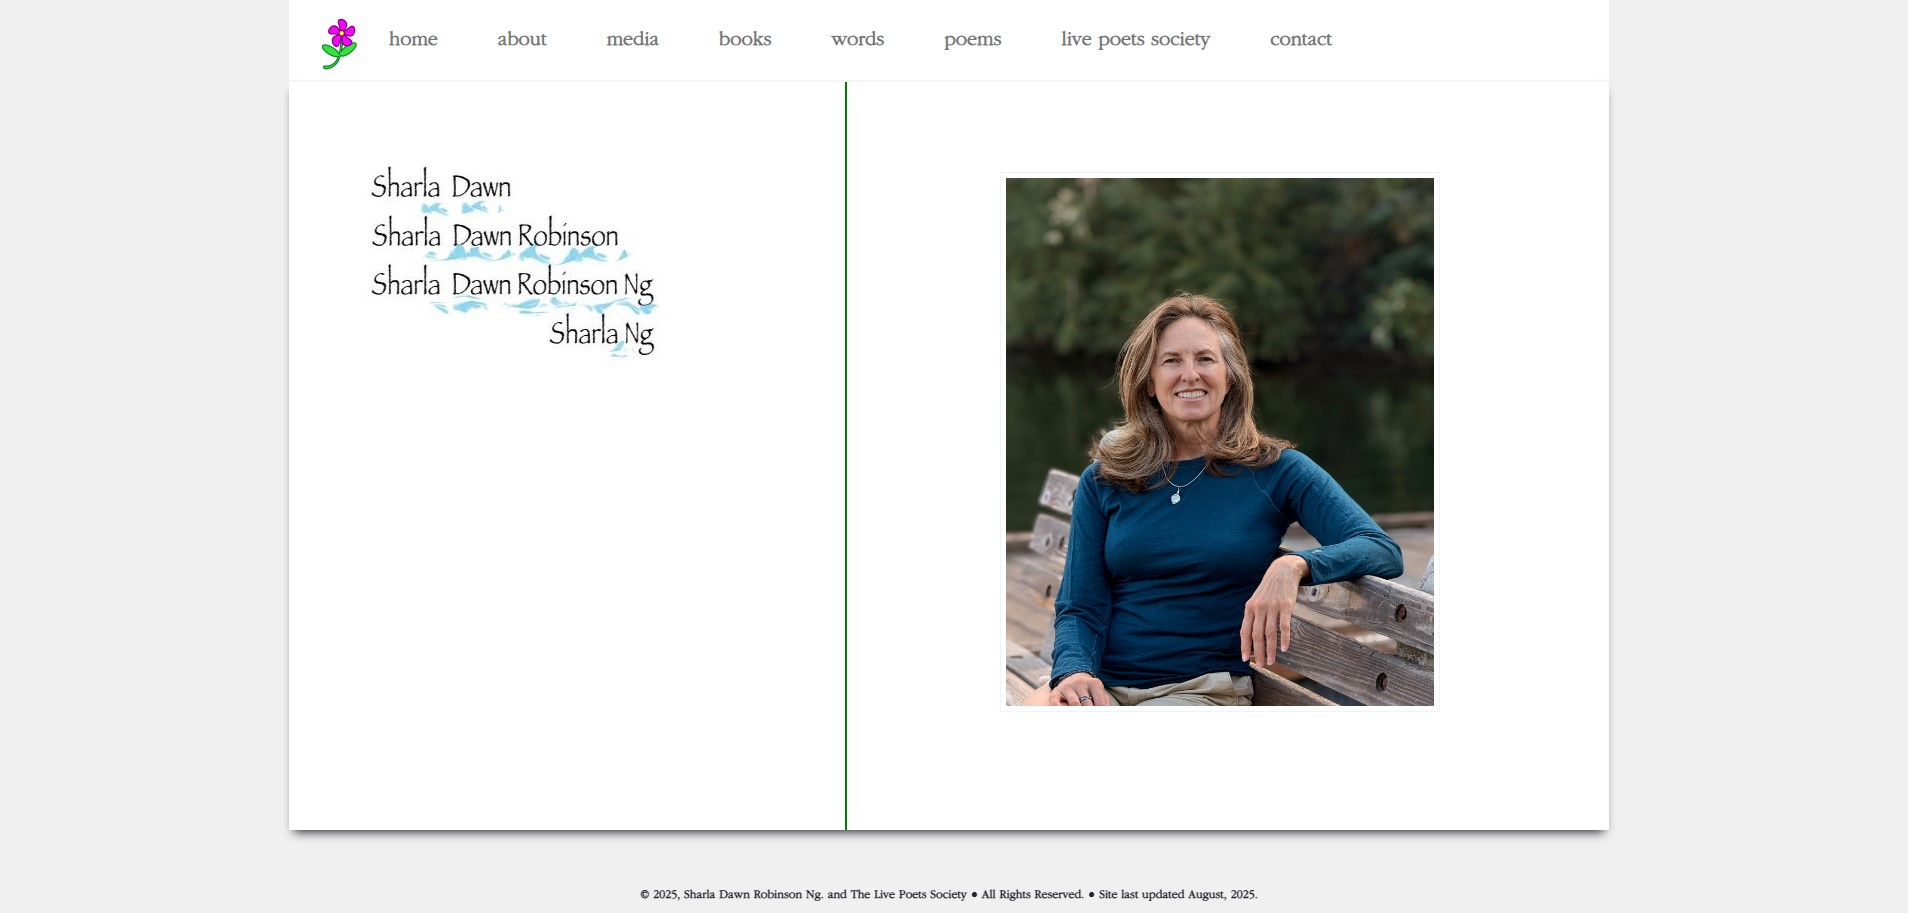 home about media books words poems live poets society contact
Sharla Dawn
Sharla Dawn Robinson
Sharla Dawn Robinson Ng
Sharla Ng
© 2025, Sharla Dawn Robinson Ng. and The Live Poets Society ● All Rights Reserved. ● Site last updated August, 2025.